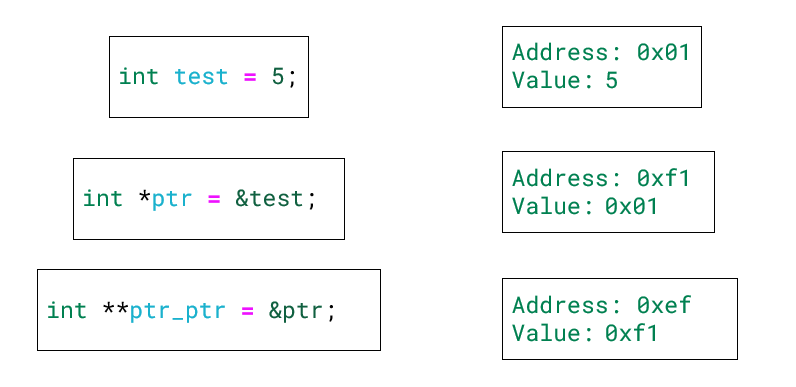 int test = 5;
Address: 0x01
Value: 5
int *ptr = &test;
Address: 0xf1
Value: 0x01
int **ptr_ptr = &ptr;
Address: 0xef
Value: 0xf1